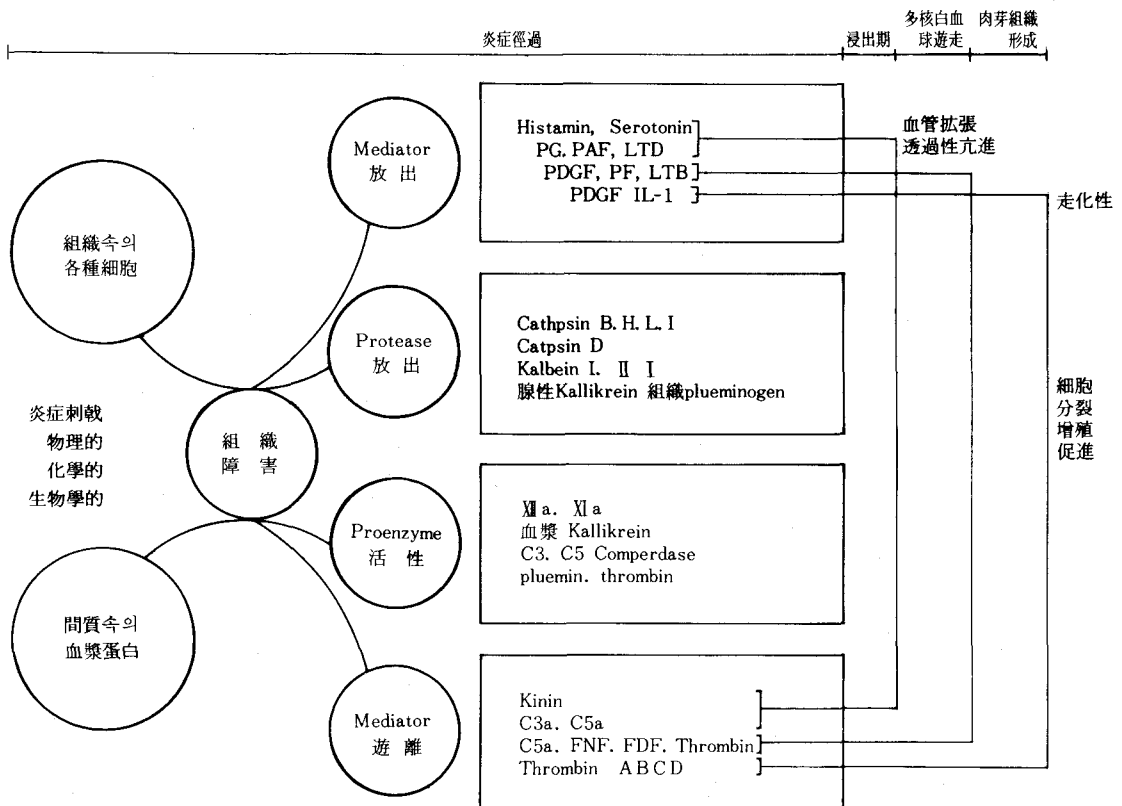 炎症徑過
浸出期
多核白血
球遊走
肉芽組織
形成
組織속의
各種細胞
炎症刺戟
物理的
化學的
生物學的
間質속의
血漿蛋白
組織
障害
Mediator
放出
Protease
放出
Proenzyme
活性
Mediator
遊離
Histamin, Serotonin
PG. PAF, LTD
PDGF, PF, LTB
PDGF IL-1
Cathpsin B. H. L. I
Catpsin D
Kalbein I. Ⅱ Ⅰ
腺性Kallikrein 組織plueminogen
Ⅻa. Ⅺa
血漿 Kallikrein
C3. C5 Comperdase
pluemin. thrombin
Kinin
C3a. C5a
C5a. FNF. FDF. Thrombin
Thrombin ABCD
血管拡張
透過性亢進
走化性
細胞
分裂
增殖
促進